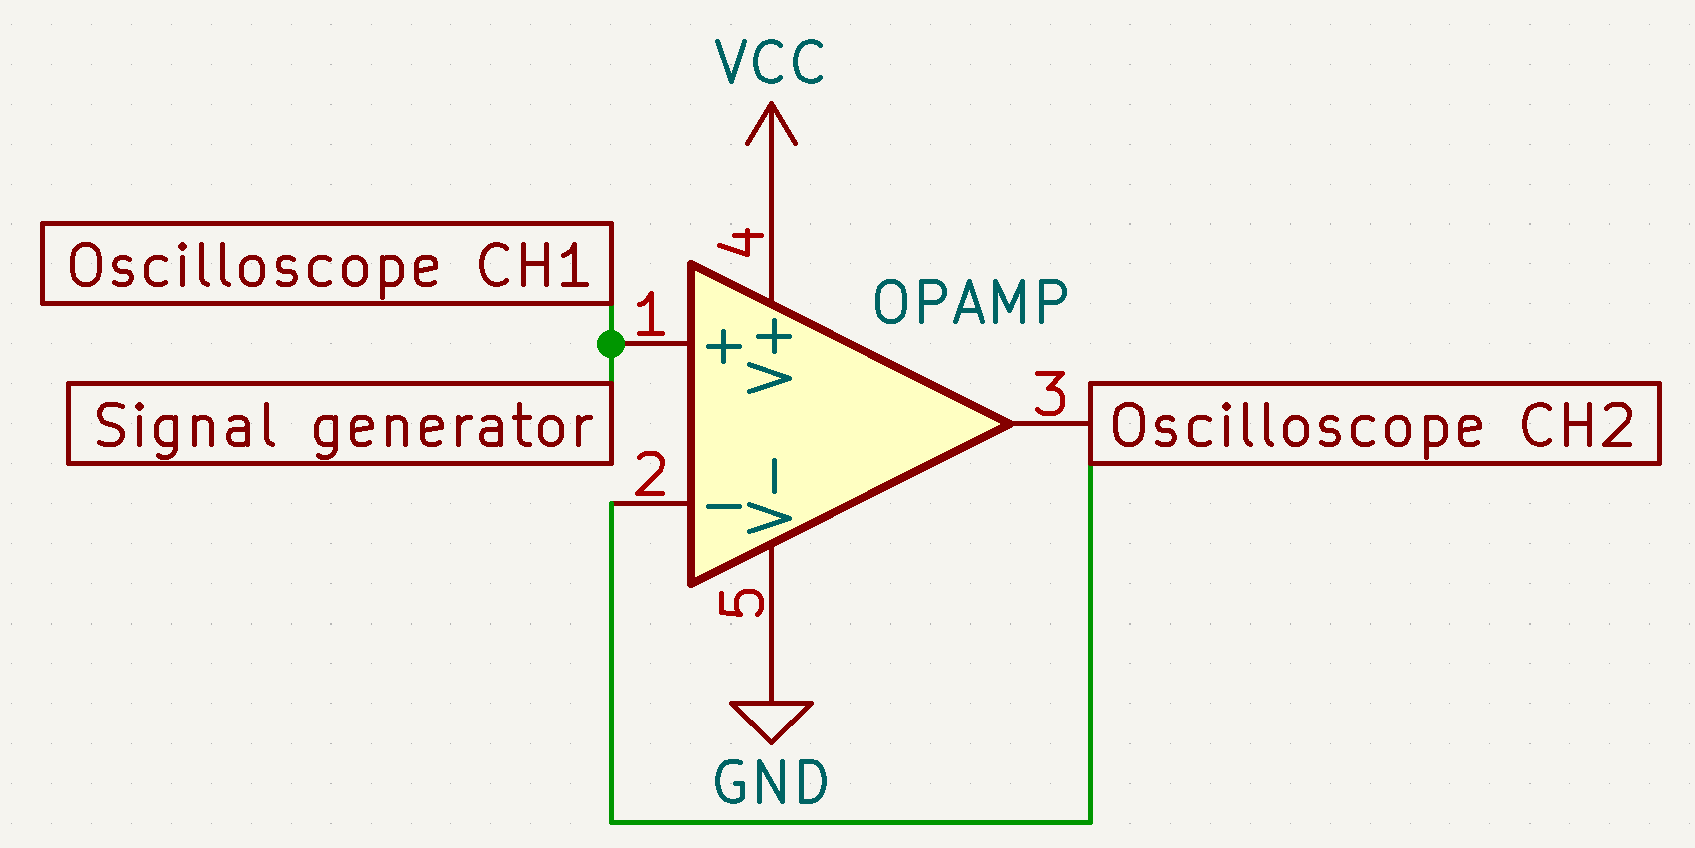 VCC
4
Oscilloscope CH1
1
OPAMP
+
V+
3
Signal generator
Oscilloscope CH2
2
-
V-
5
GND